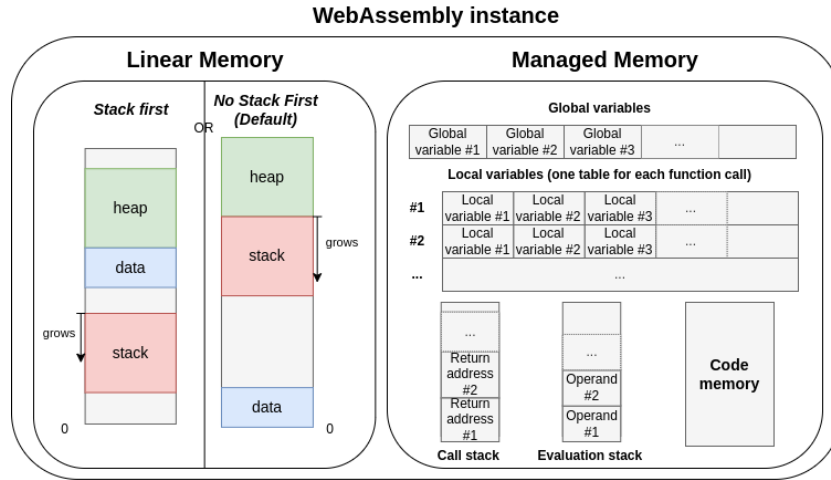 WebAssembly instance
Linear Memory
Stack first
OR
No Stack First
(Default)
heap
data
grows
stack
0
heap
stack
grows
data
0
Managed Memory
Global variables
Global
variable #1
Global
variable #2
Global
variable #3
...
Local variables (one table for each function call)
#1
Local
variable #1
Local
variable #2
Local
variable #3
...
#2
Local
variable #1
Local
variable #2
Local
variable #3
...
...
...
...
Return
address
#2
Return
address
#1
Call stack
...
Operand
#2
Operand
#1
Evaluation stack
Code
memory